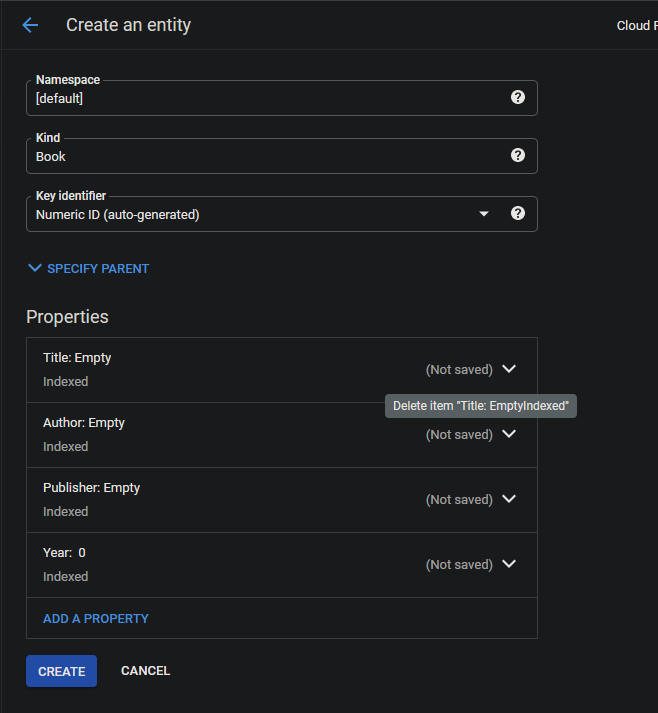 Create an entity
Cloud F
Namespace
[default]
Kind
Book
Key identifier
Numeric ID (auto-generated)
SPECIFY PARENT
Properties
Title: Empty
Indexed
(Not saved)
Delete item "Title: EmptyIndexed"
Author: Empty
Indexed
(Not saved)
Publisher: Empty
Indexed
(Not saved)
Year: 0
Indexed
(Not saved)
ADD A PROPERTY
CREATE
CANCEL